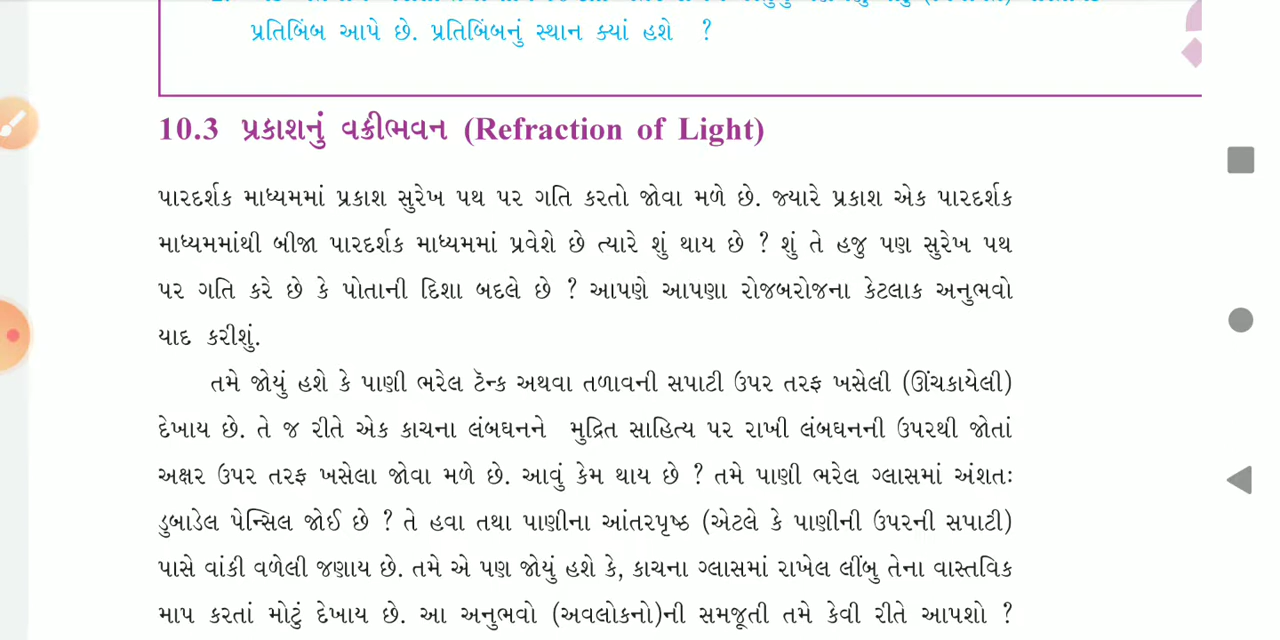 પ્રતિબિંબ આપે છે. પ્રતિબિંબનું સ્થાન ક્યાં હશે ?
10.3 પ્રકાશનું વક્રીભવન (Refraction of Light)
પારદર્શક માધ્યમમાં પ્રકાશ સુરેખ પથ પર ગતિ કરતો જોવા મળે છે. જ્યારે પ્રકાશ એક પારદર્શક
માધ્યમમાંથી બીજા પારદર્શક માધ્યમમાં પ્રવેશે છે ત્યારે શું થાય છે ? શું તે હજુ પણ સુરેખ પથ
પર ગતિ કરે છે કે પોતાની દિશા બદલે છે ? આપણે આપણા રોજબરોજના કેટલાક અનુભવો
યાદ કરીશું.
તમે જોયું હશે કે પાણી ભરેલ ટૅન્ક અથવા તળાવની સપાટી ઉપર તરફ ખસેલી (ઊંચકાયેલી)
દેખાય છે. તે જ રીતે એક કાચના લંબઘનને મુદ્રિત સાહિત્ય પર રાખી લંબઘનની ઉપરથી જોતાં
અક્ષર ઉપર તરફ ખસેલા જોવા મળે છે. આવું કેમ થાય છે ? તમે પાણી ભરેલ ગ્લાસમાં અંશતઃ
ડુબાડેલ પેન્સિલ જોઈ છે ? તે હવા તથા પાણીના આંતરપૃષ્ઠ (એટલે કે પાણીની ઉપરની સપાટી)
પાસે વાંકી વળેલી જણાય છે. તમે એ પણ જોયું હશે કે, કાચના ગ્લાસમાં રાખેલ લીંબુ તેના વાસ્તવિક
માપ કરતાં મોટું દેખાય છે. આ અનુભવો (અવલોકનો)ની સમજૂતી તમે કેવી રીતે આપશો ?